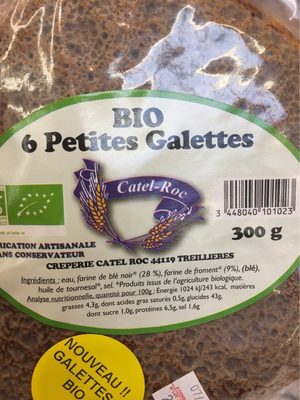 BIO
6 Petites Galettes
Catel-Roc
3 448040 101023
300 g
RICATION ARTISANALE
ANS CONSERVATEUR
CREPERIE CATEL ROC 44119 TREILLIERES
Ingrédients : eau, farine de blé noir* (28 %), farine de froment* (9%), (blé),
huile de tournesol*, sel. *Produits issus de l'agriculture biologique.
Analyse nutritionnelle, quantité pour 100g : Énergie 1024 kj/243 kcal, matières
grasses 4,3g, dont acides gras saturés 0,5g, glucides 43g,
dont sucre 1,0g, protéines 6,5g, sel 1,6g
NOUVEAU !!
GALETTES
BIO